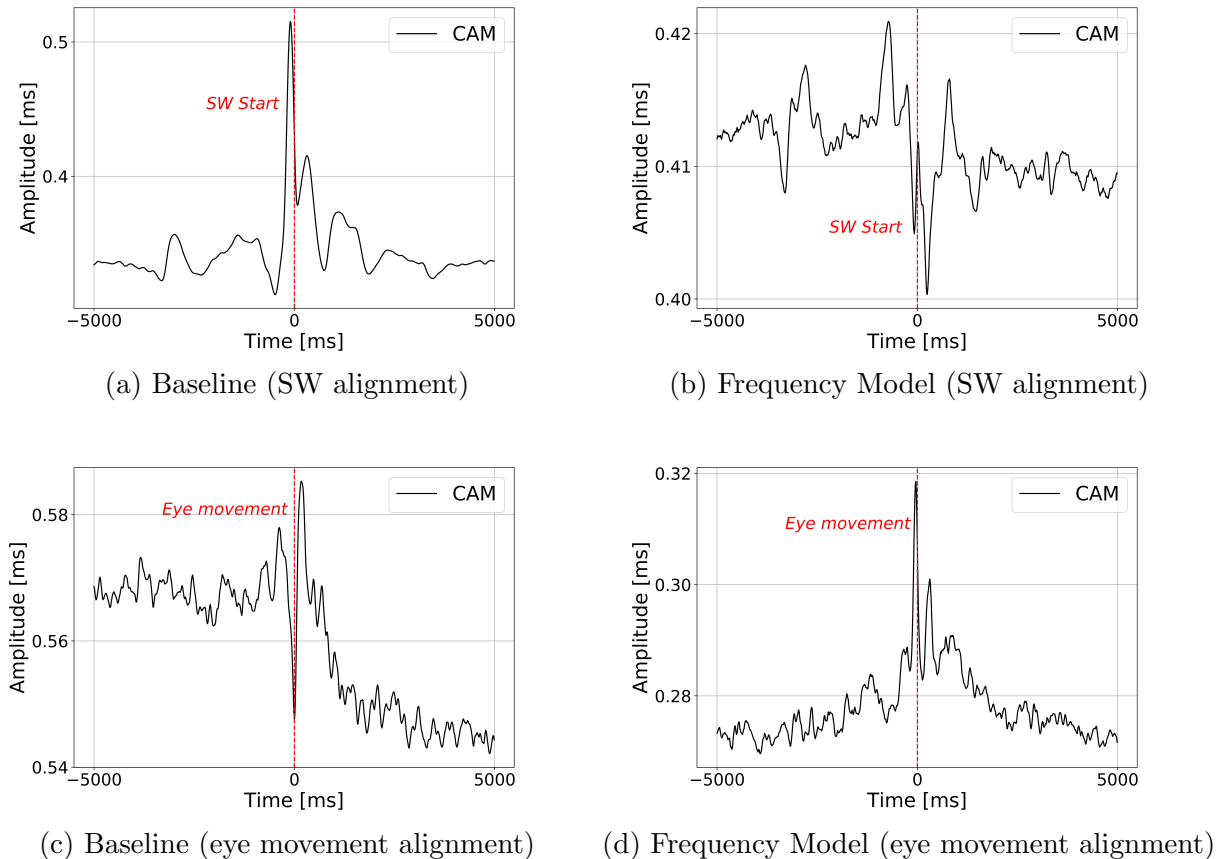 CAM
0.5
SW Start
0.4
Amplitude [ms]
−5000 0 5000
Time [ms]
(a) Baseline (SW alignment)
CAM
0.42
0.41
SW Start
0.40
Amplitude [ms]
−5000 0 5000
Time [ms]
(b) Frequency Model (SW alignment)
CAM
0.58
Eye movement
0.56
0.54
Amplitude [ms]
−5000 0 5000
Time [ms]
(c) Baseline (eye movement alignment)
0.32
CAM
Eye movement
0.30
0.28
Amplitude [ms]
−5000 0 5000
Time [ms]
(d) Frequency Model (eye movement alignment)